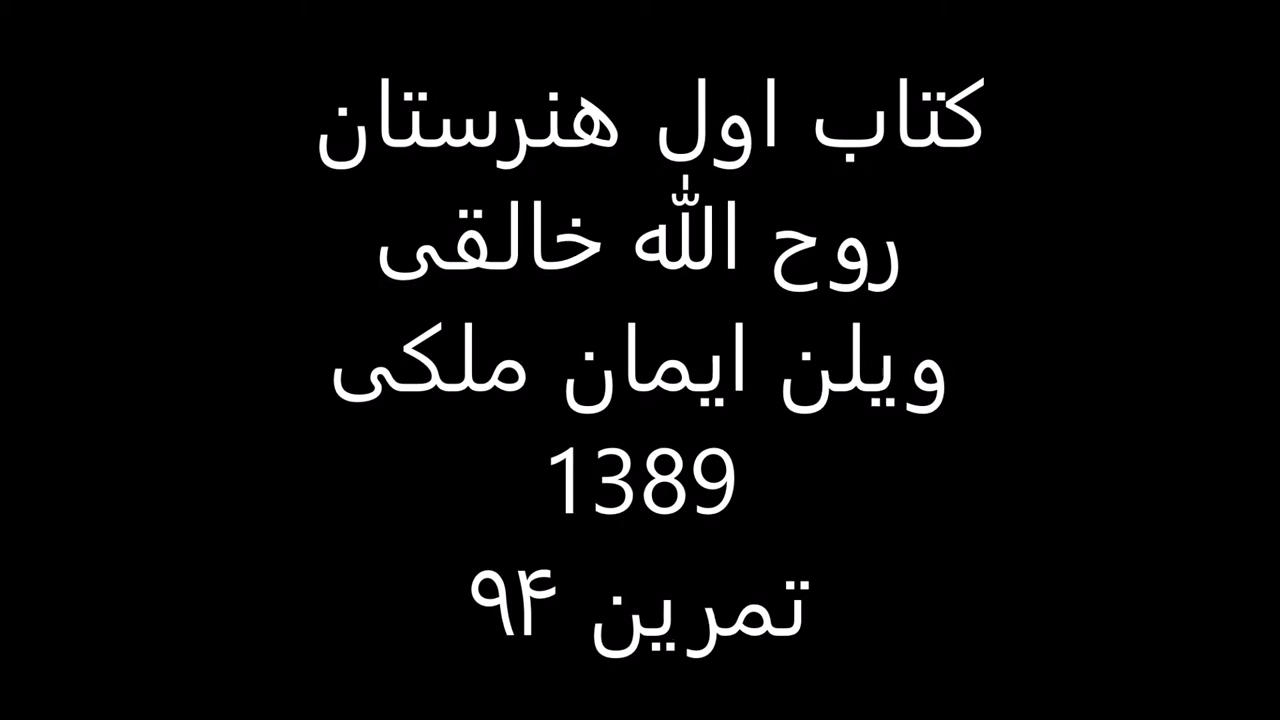 کتاب اول هنرستان
روح الله خالقی
ویلن ایمان ملکی
1389
تمرین ۹۴